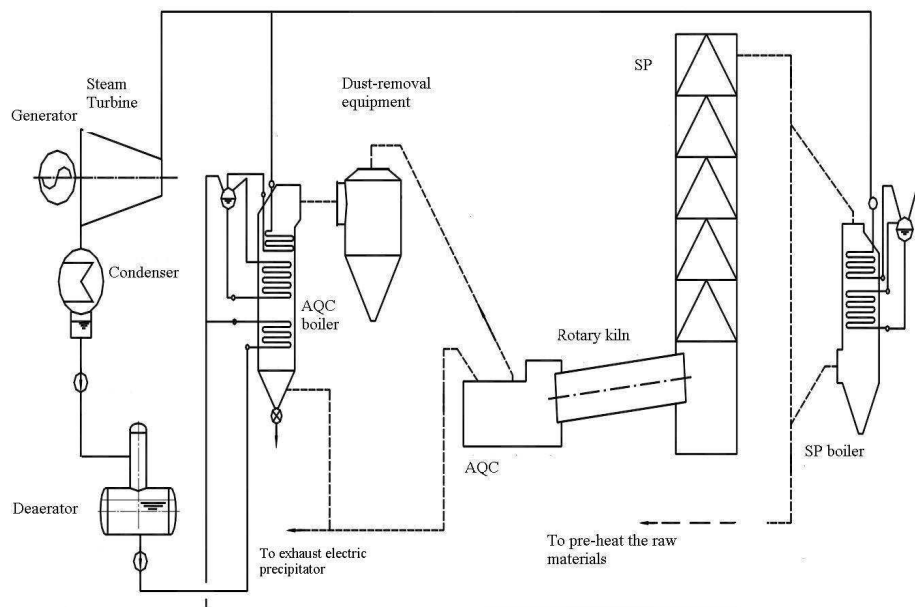 Steam
Turbine
Generator
Dust-removal
equipment
SP
Condenser
AQC
boiler
Rotary kiln
AQC
SP boiler
Deaerator
To exhaust electric
precipitator
To pre-heat the raw
materials